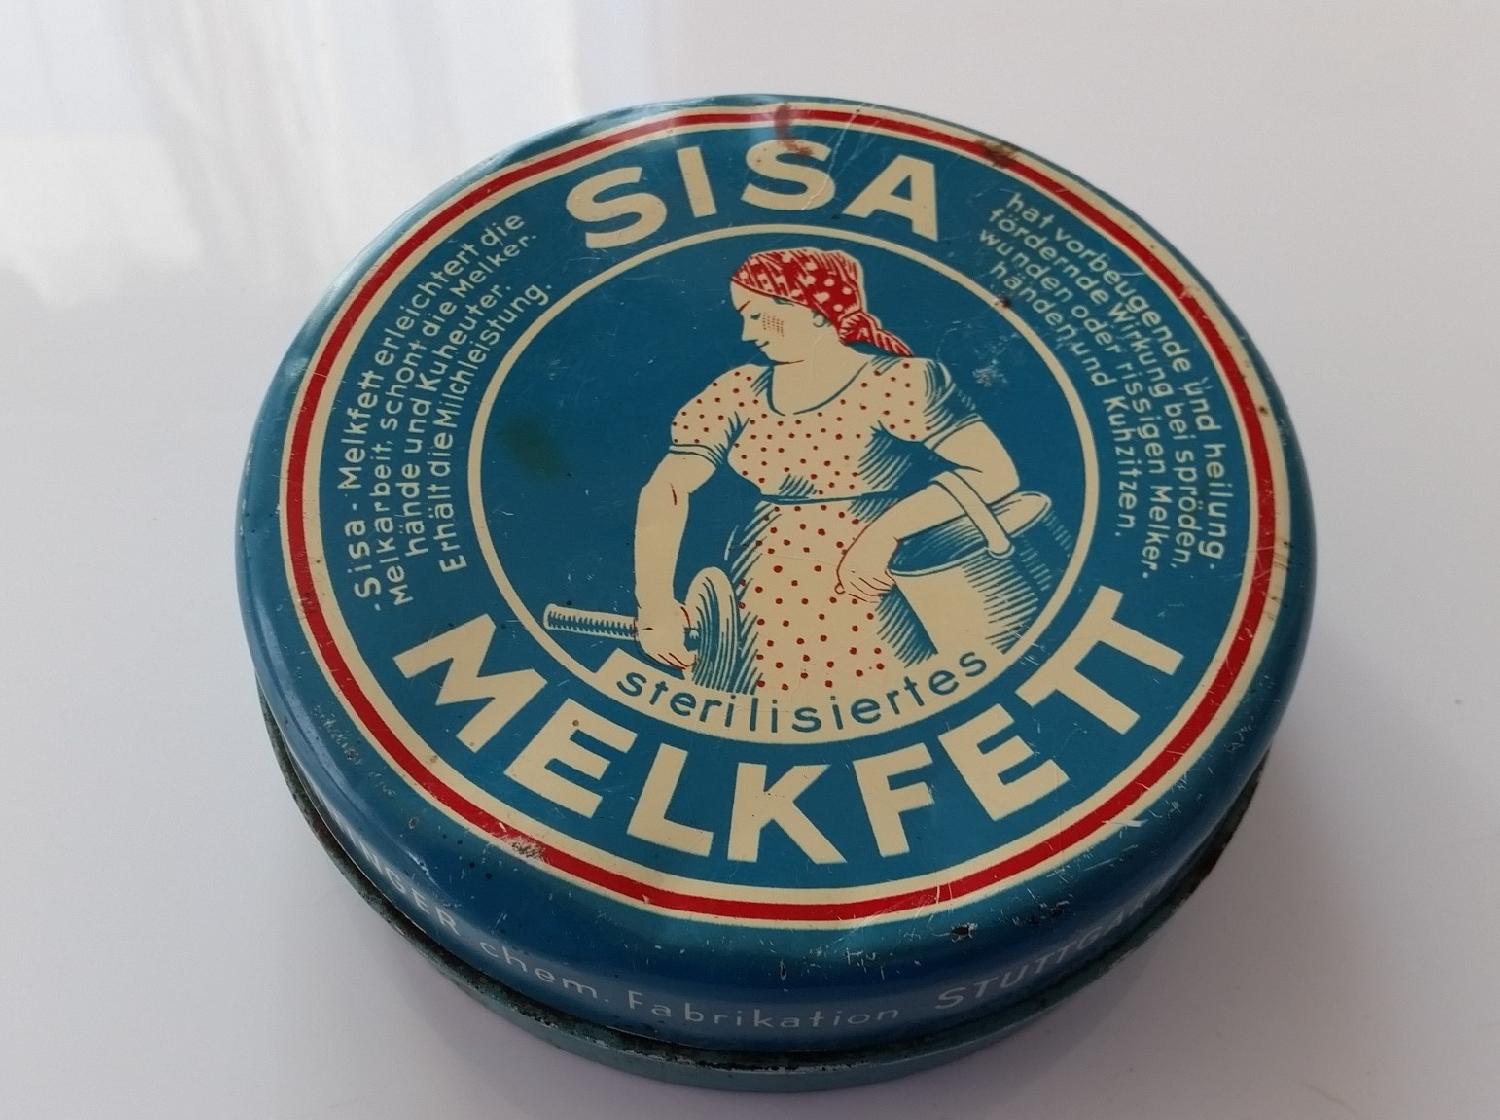 SISA
·Sisa-Melkfett erleichtert die
Melkarbeit, schont die Melker-
hände und Kuheuter.
Erhält die Milchleistung.
hat vorbeugende und heilung-
fördernde Wirkung bei spröden,
wunden oder rissigen Melker-
händen und Kuhzitzen.
sterilisiertes
MELKFETT
chem. Fabrikation STUTTGART